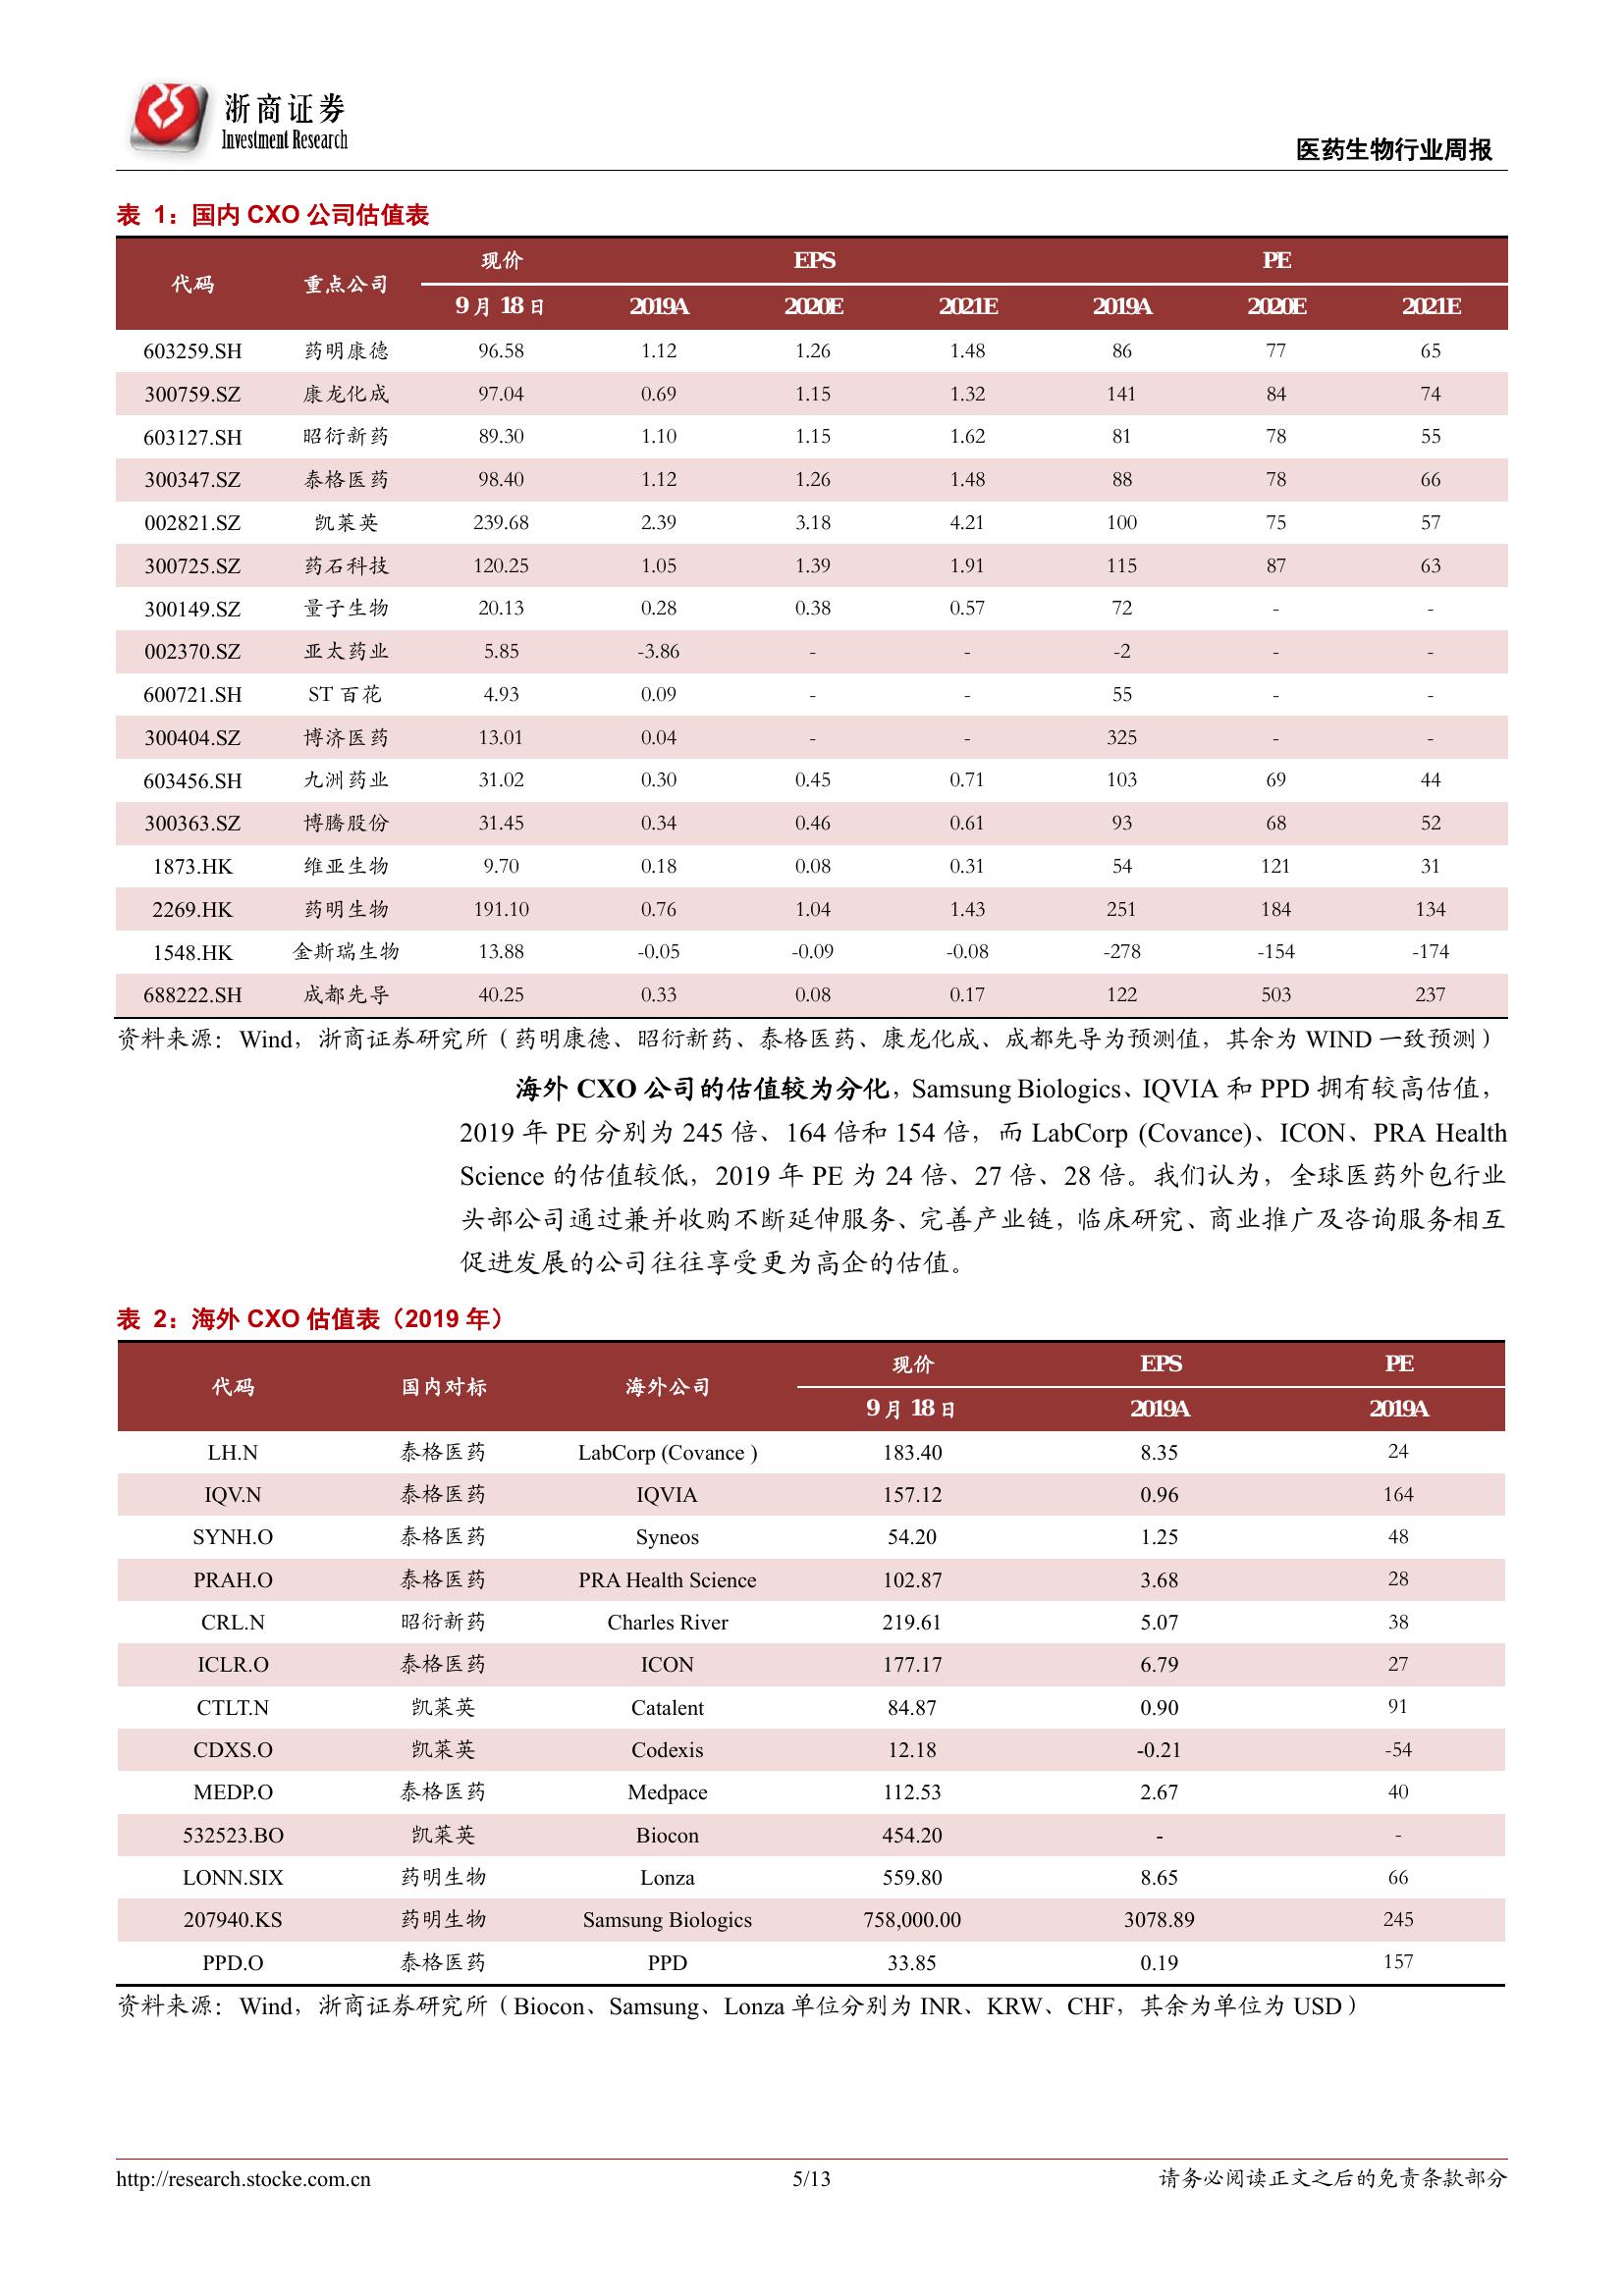 浙商证券
Investment Research
医药生物行业周报
表 1：国内 CXO 公司估值表
代码 重点公司 现价 EPS PE
9 月 18 日 2019A 2020E 2021E 2019A 2020E 2021E
603259.SH 药明康德 96.58 1.12 1.26 1.48 86 77 65
300759.SZ 康龙化成 97.04 0.69 1.15 1.32 141 84 74
603127.SH 昭衍新药 89.30 1.10 1.15 1.62 81 78 55
300347.SZ 泰格医药 98.40 1.12 1.26 1.48 88 78 66
002821.SZ 凯莱英 239.68 2.39 3.18 4.21 100 75 57
300725.SZ 药石科技 120.25 1.05 1.39 1.91 115 87 63
300149.SZ 量子生物 20.13 0.28 0.38 0.57 72 - -
002370.SZ 亚太药业 5.85 -3.86 - - -2 - -
600721.SH ST 百花 4.93 0.09 - - 55 - -
300404.SZ 博济医药 13.01 0.04 - - 325 - -
603456.SH 九洲药业 31.02 0.30 0.45 0.71 103 69 44
300363.SZ 博腾股份 31.45 0.34 0.46 0.61 93 68 52
1873.HK 维亚生物 9.70 0.18 0.08 0.31 54 121 31
2269.HK 药明生物 191.10 0.76 1.04 1.43 251 184 134
1548.HK 金斯瑞生物 13.88 -0.05 -0.09 -0.08 -278 -154 -174
688222.SH 成都先导 40.25 0.33 0.08 0.17 122 503 237
资料来源：Wind，浙商证券研究所（药明康德、昭衍新药、泰格医药、康龙化成、成都先导为预测值，其余为 WIND 一致预测）
海外 CXO 公司的估值较为分化，Samsung Biologics、IQVIA 和 PPD 拥有较高估值，
2019 年 PE 分别为 245 倍、164 倍和 154 倍，而 LabCorp (Covance)、ICON、PRA Health
Science 的估值较低，2019 年 PE 为 24 倍、27 倍、28 倍。我们认为，全球医药外包行业
头部公司通过兼并收购不断延伸服务、完善产业链，临床研究、商业推广及咨询服务相互
促进发展的公司往往享受更为高企的估值。
表 2：海外 CXO 估值表（2019 年）
代码 国内对标 海外公司 现价 EPS PE
9 月 18 日 2019A 2019A
LH.N 泰格医药 LabCorp (Covance ) 183.40 8.35 24
IQV.N 泰格医药 IQVIA 157.12 0.96 164
SYNH.O 泰格医药 Syneos 54.20 1.25 48
PRAH.O 泰格医药 PRA Health Science 102.87 3.68 28
CRL.N 昭衍新药 Charles River 219.61 5.07 38
ICLR.O 泰格医药 ICON 177.17 6.79 27
CTLT.N 凯莱英 Catalent 84.87 0.90 91
CDXS.O 凯莱英 Codexis 12.18 -0.21 -54
MEDP.O 泰格医药 Medpace 112.53 2.67 40
532523.BO 凯莱英 Biocon 454.20 - -
LONN.SIX 药明生物 Lonza 559.80 8.65 66
207940.KS 药明生物 Samsung Biologics 758,000.00 3078.89 245
PPD.O 泰格医药 PPD 33.85 0.19 157
资料来源：Wind，浙商证券研究所（Biocon、Samsung、Lonza 单位分别为 INR、KRW、CHF，其余为单位为 USD）
http://research.stocke.com.cn 5/13 请务必阅读正文之后的免责条款部分